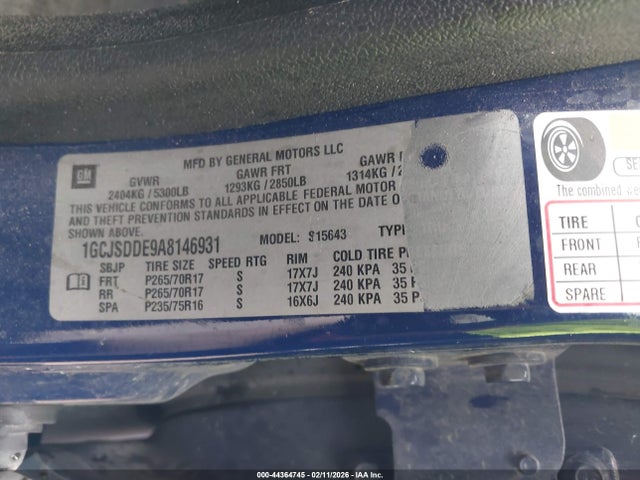 MFD BY GENERAL MOTORS LLC
GM
GVWR GAWR FRT GAWR
2404KG / 5300LB 1293KG / 2850LB 1314KG /
THIS VEHICLE CONFORMS TO ALL APPLICABLE FEDERAL MOTOR
AND THEFT PREVENTION STANDARDS IN EFFECT ON THE DATE OF
SHOWN ABOVE.
1GCJSDDE9A8146931 MODEL: S15643 TYPE
SBJP TIRE SIZE SPEED RTG RIM COLD TIRE
FRT P265/70R17 S 17X7J 240 KPA 35
RR P265/70R17 S 17X7J 240 KPA 35
SPA P235/75R16 S 16X6J 240 KPA 35
The combined
TIRE
FRONT
REAR
SPARE
000-44364745 - 02/11/2026 - IAA Inc.